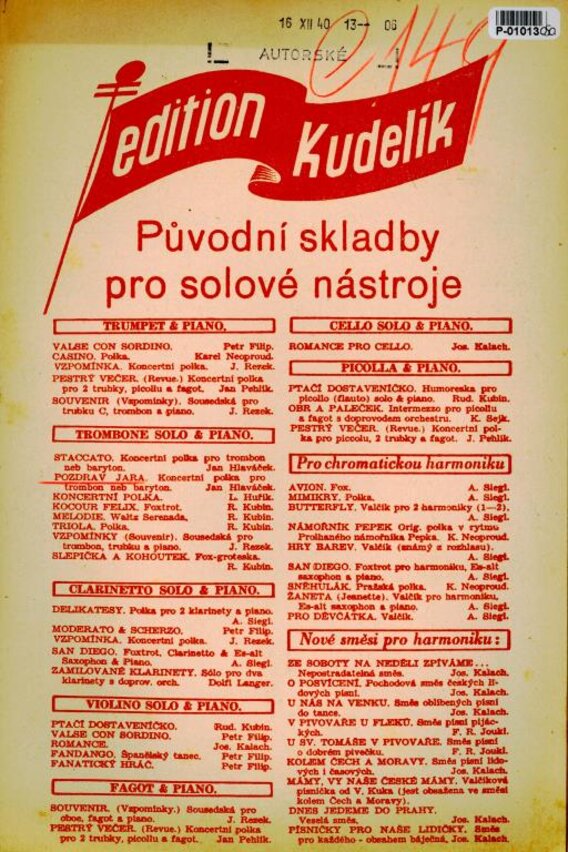 16 XII 40 13-- 06
P-01013
AUTORSKÉ
149
edition Kudelík
Původní skladby
pro solové nástroje
TRUMPET & PIANO.
VALSE CON SORDINO. Petr Filip.
CASINO. Polka. Karel Neoproud.
VZPOMÍNKA. Koncertní polka. J. Rezek.
PESTRÝ VEČER. (Revue.) Koncertní polka
pro 2 trubky, picollu a fagot. Jan Pehlík.
SOUVENIR (Vzpomínky). Sousedská pro
trubku C, trombon a piano. J. Rezek.
TROMBONE SOLO & PIANO.
STACCATO. Koncertní polka pro trombon
neb baryton. Jan Hlaváček.
POZDRAV JARA. Koncertní polka pro
trombon neb baryton. Jan Hlaváček.
KONCERTNÍ POLKA. L. Huřík.
KOCOUR FELIX. Foxtrot. R. Kubín.
MELODIE. Waltz Serenada. R. Kubín.
TRIOLA. Polka. R. Kubín.
VZPOMÍNKY (Souvenir). Sousedská pro
trombon, trubku a piano. J. Rezek.
SLEPIČKA A KOHOUTEK. Fox-groteska.
R. Kubín.
CLARINETTO SOLO & PIANO.
DELIKATESY. Polka pro 2 klarinety a piano.
A. Siegl.
MODERATO & SCHERZO. Petr Filip.
VZPOMÍNKA. Koncertní polka. J. Rezek.
SAN DIEGO. Foxtrot, Clarinetto & Es-alt
Saxophon & Piano. A. Siegl.
ZAMILOVANÉ KLARINETY. Sólo pro dva
klarinety s doprov. orch. Dolfi Langer.
VIOLINO SOLO & PIANO.
PTAČÍ DOSTAVENÍČKO. Rud. Kubín.
VALSE CON SORDINO. Petr Filip.
ROMANCE. Jos. Kalach.
FANDANGO. Španělský tanec. Petr Filip.
FANATICKÝ HRÁČ. Petr Filip.
FAGOT & PIANO.
SOUVENIR. (Vzpomínky.) Sousedská pro
oboe, fagot a piano. J. Rezek.
PESTRÝ VEČER. (Revue.) Koncertní polka
pro 2 trubky, picollu a fagot. Jan Pehlík.
CELLO SOLO & PIANO.
ROMANCE PRO CELLO. Jos. Kalach.
PICOLLA & PIANO.
PTAČÍ DOSTAVENÍČKO. Humoreska pro
picollo (flauto) solo & piano. Rud. Kubín.
OBR A PALEČEK. Intermezzo pro picollu
a fagot s doprovodem orchestru. K. Sejk.
PESTRÝ VEČER. (Revue.) Koncertní pol-
ka pro piccolu, 2 trubky a fagot. J. Pehlík.
Pro chromatickou harmoniku
AVION. Fox. A. Siegl.
MIMIKRY. Polka. A. Siegl.
BUTTERFLY. Valčík pro 2 harmoniky (1—2).
A. Siegl.
NÁMOŘNÍK PEPEK Orig. polka v rytmu
Prolhaného námořníka Pepka. K. Neoproud.
HRY BAREV. Valčík (známý z rozhlasu).
A. Siegl.
SAN DIEGO. Foxtrot pro harmoniku, Es-alt
saxophon a piano. A. Siegl.
SNĚHULÁK. Pražská polka. K. Neoproud.
ŽANETA (Jeanette). Valčík pro harmoniku,
Es-alt saxophon a piano. A. Siegl.
PRO DĚVČÁTKA. Valčík. A. Siegl.
Nové směsi pro harmoniku:
ZE SOBOTY NA NEDĚLI ZPÍVÁME...
Nepostradatelná směs. Jos. Kalach.
O POSVÍCENÍ. Pochodová směs českých li-
dových písní. Jos. Kalach.
U NÁS NA VENKU. Směs oblíbených písní
do tance. Jos. Kalach.
V PIVOVAŘE U FLEKŮ. Směs písní piják-
kých. F. R. Joukl.
U SV. TOMÁŠE V PIVOVAŘE. Směs písní
o dobrém pivečku. F. R. Joukl.
KOLEM ČECH A MORAVY. Směs písní lido-
vých i časových. Jos. Kalach.
MÁMY, VY NAŠE ČESKÉ MÁMY. Valčíková
písnička od V. Kuka (jest obsažena ve směsi
kolem Čech a Moravy).
DNES JEDEME DO PRAHY.
Veselá směs. Jos. Kalach.
PÍSNIČKY PRO NAŠE LIDIČKY. Směs
pro každého - obsahem báječná. Jos. Kalach.